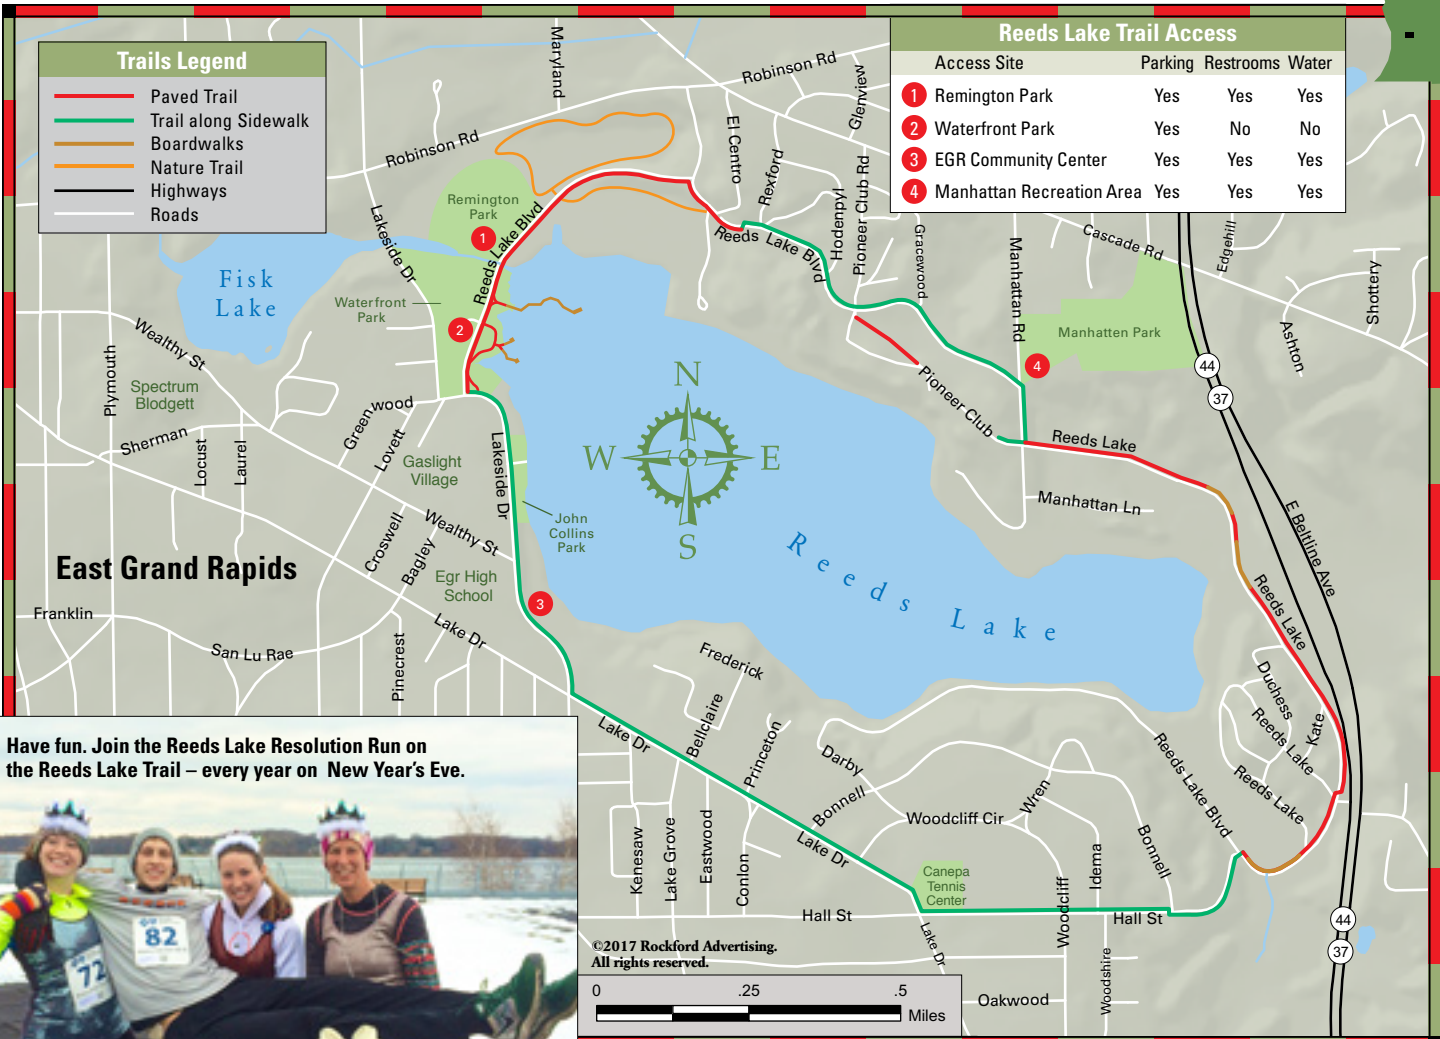 Trails Legend
Paved Trail
Trail along Sidewalk
Boardwalks
Nature Trail
Highways
Roads
Reeds Lake Trail Access
Access Site Parking Restrooms Water
1 Remington Park Yes Yes Yes
2 Waterfront Park Yes No No
3 EGR Community Center Yes Yes Yes
4 Manhattan Recreation Area Yes Yes Yes
Maryland
Robinson Rd
Robinson Rd
Glenview
El Centro
Rexford
Hodenpyl
Pioneer Club Rd
Gracewood
Manhattan Rd
Cascade Rd
Edgehill
Shottery
Ashton
Remington
Park
1
Reeds Lake Blvd
Reeds Lake Blvd
Lakeside Dr
Fisk
Lake
Waterfront
Park
2
Manhatten Park
4
44
37
Wealthy St
Plymouth
Spectrum
Blodgett
Sherman
Locust
Laurel
Greenwood
Lovett
Gaslight
Village
Lakeside Dr
N
W
E
S
Pioneer Club
Reeds Lake
Manhattan Ln
E Beltline Ave
John
Collins
Park
Wealthy St
Croswell
Bagley
East Grand Rapids
Egr High
School
3
Reeds Lake
Reeds Lake
Franklin
San Lu Rae
Lake Dr
Pinecrest
Frederick
Bellclaire
Princeton
Lake Dr
Darby
Bonnell
Woodcliff Cir
Wren
Reeds Lake Blvd
Duchess
Reeds Lake
Kate
Reeds Lake
Kenesaw
Lake Grove
Eastwood
Conlon
Lake Dr
Canepa
Tennis
Center
Idema
Bonnell
Woodcliff
Hall St
Hall St
Lake Dr
Woodshire
Oakwood
44
37
Have fun. Join the Reeds Lake Resolution Run on
the Reeds Lake Trail – every year on New Year's Eve.
82
72
©2017 Rockford Advertising.
All rights reserved.
0 .25 .5
Miles